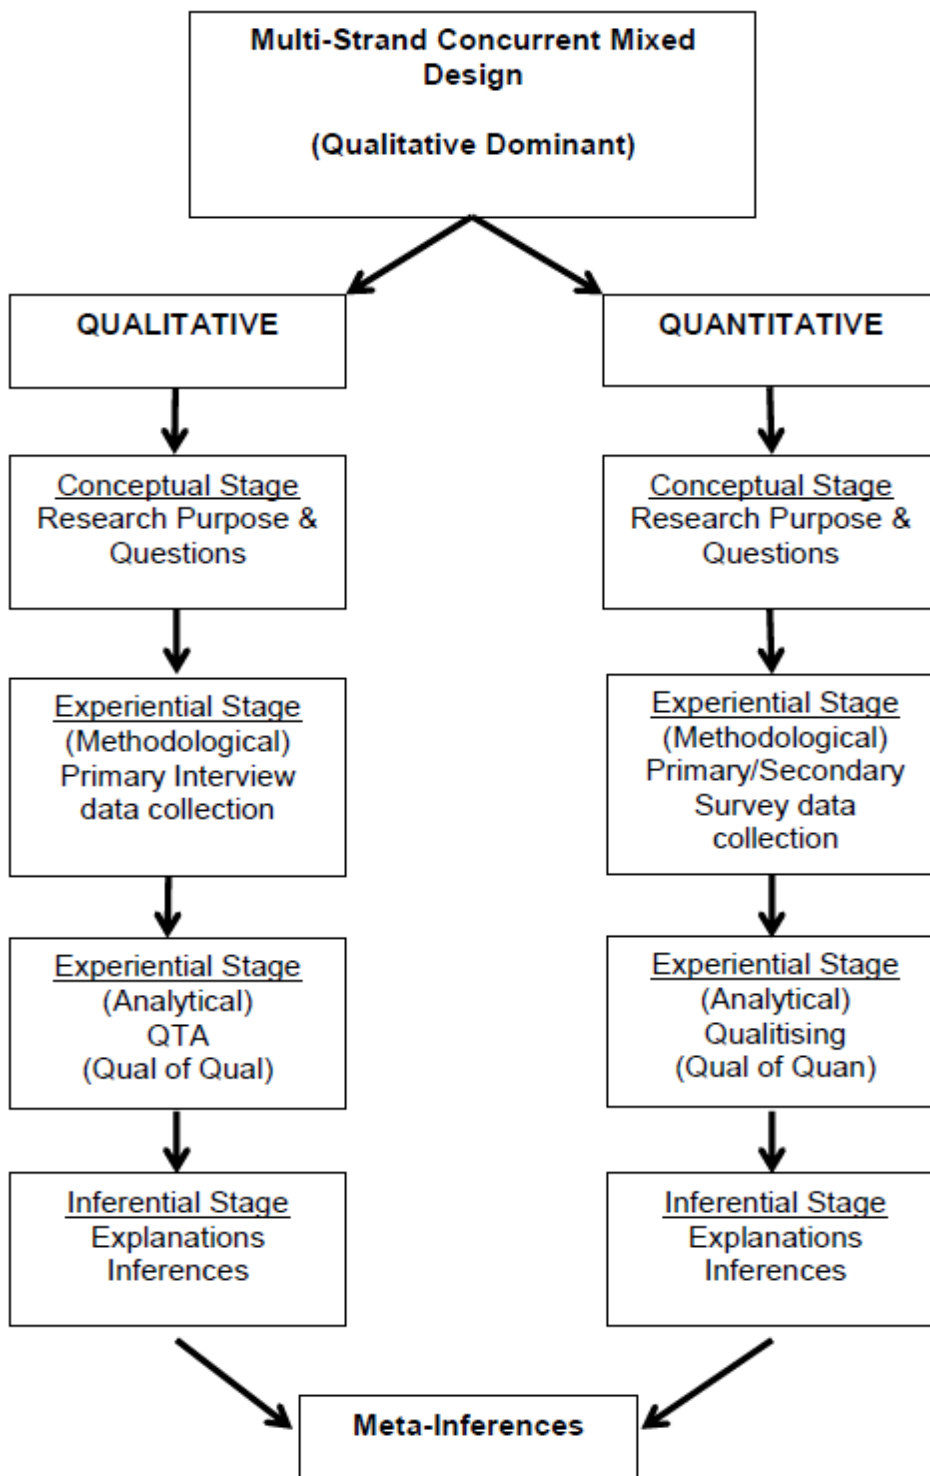 Multi-Strand Concurrent Mixed
Design
(Qualitative Dominant)
QUALITATIVE
QUANTITATIVE
Conceptual Stage
Research Purpose &
Questions
Conceptual Stage
Research Purpose &
Questions
Experiential Stage
(Methodological)
Primary Interview
data collection
Experiential Stage
(Methodological)
Primary/Secondary
Survey data
collection
Experiential Stage
(Analytical)
QTA
(Qual of Qual)
Experiential Stage
(Analytical)
Qualitising
(Qual of Quan)
Inferential Stage
Explanations
Inferences
Inferential Stage
Explanations
Inferences
Meta-Inferences